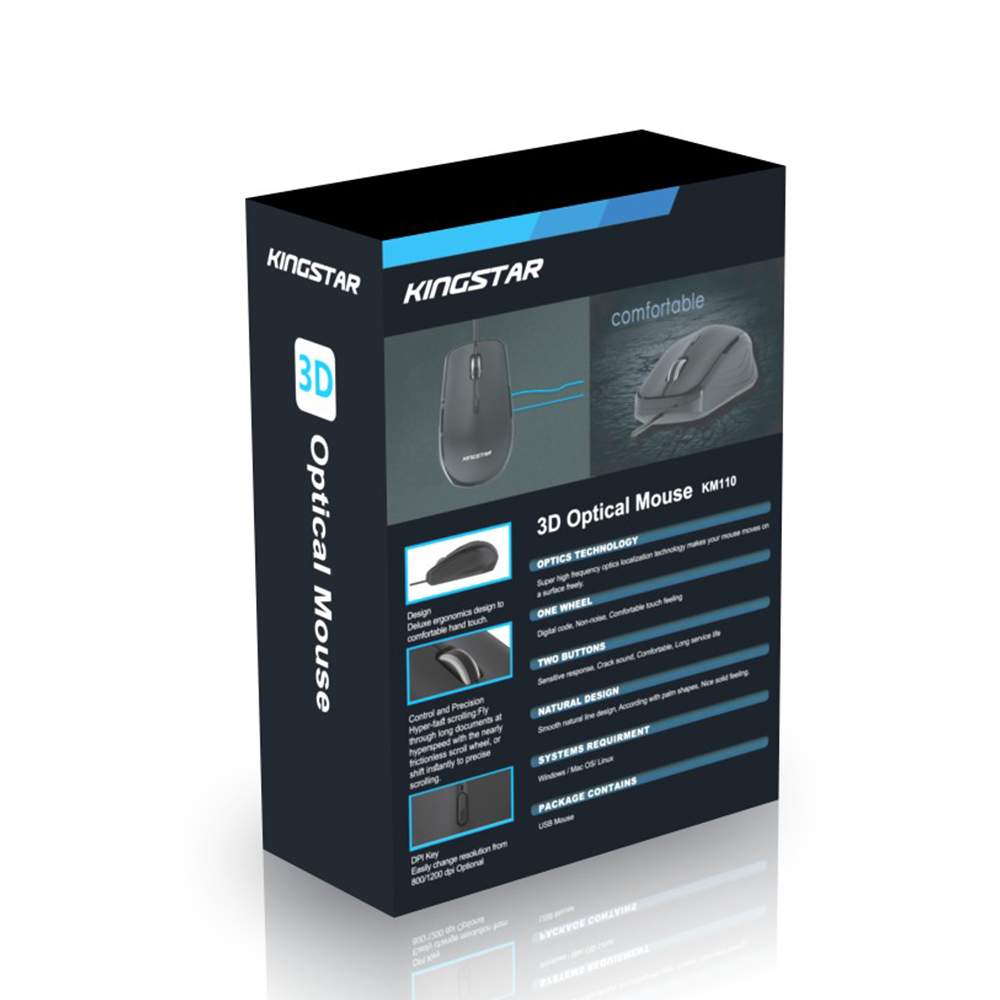 KINGSTAR
3D
Optical Mouse
KINGSTAR
comfortable
KINGSTAR
3D Optical Mouse KM110
OPTICS TECHNOLOGY
Super high frequency optics localization technology makes your mouse moves on
a surface freely.
ONE WHEEL
Digital code, Non-noise, Comfortable touch feeling
TWO BUTTONS
Sensitive response, Crack sound, Comfortable, Long service life
NATURAL DESIGN
Smooth natural line design, According with palm shapes, Nice solid feeling.
SYSTEMS REQUIRMENT
Windows / Mac OS/ Linux
PACKAGE CONTAINS
USB Mouse
Design
Deluxe ergonomics design to
comfortable hand touch.
Control and Precision
Hyper-fast scrolling:Fly
through long documents at
hyperspeed with the nearly
frictionless scroll wheel, or
shift instantly to precise
scrolling.
DPI Key
Easily change resolution from
800/1200 dpi Optional